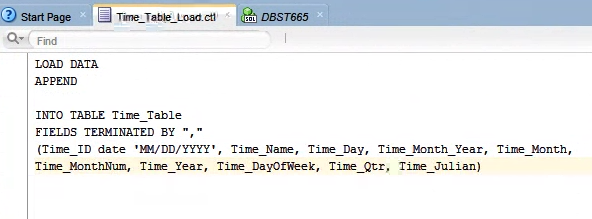 Start Page
Time_Table_Load.ctl
DBST665
Find
LOAD DATA
APPEND
INTO TABLE Time_Table
FIELDS TERMINATED BY ","
(Time_ID date 'MM/DD/YYYY', Time_Name, Time_Day, Time_Month_Year, Time_Month,
Time_MonthNum, Time_Year, Time_DayOfWeek, Time_Qtr, Time_Julian)